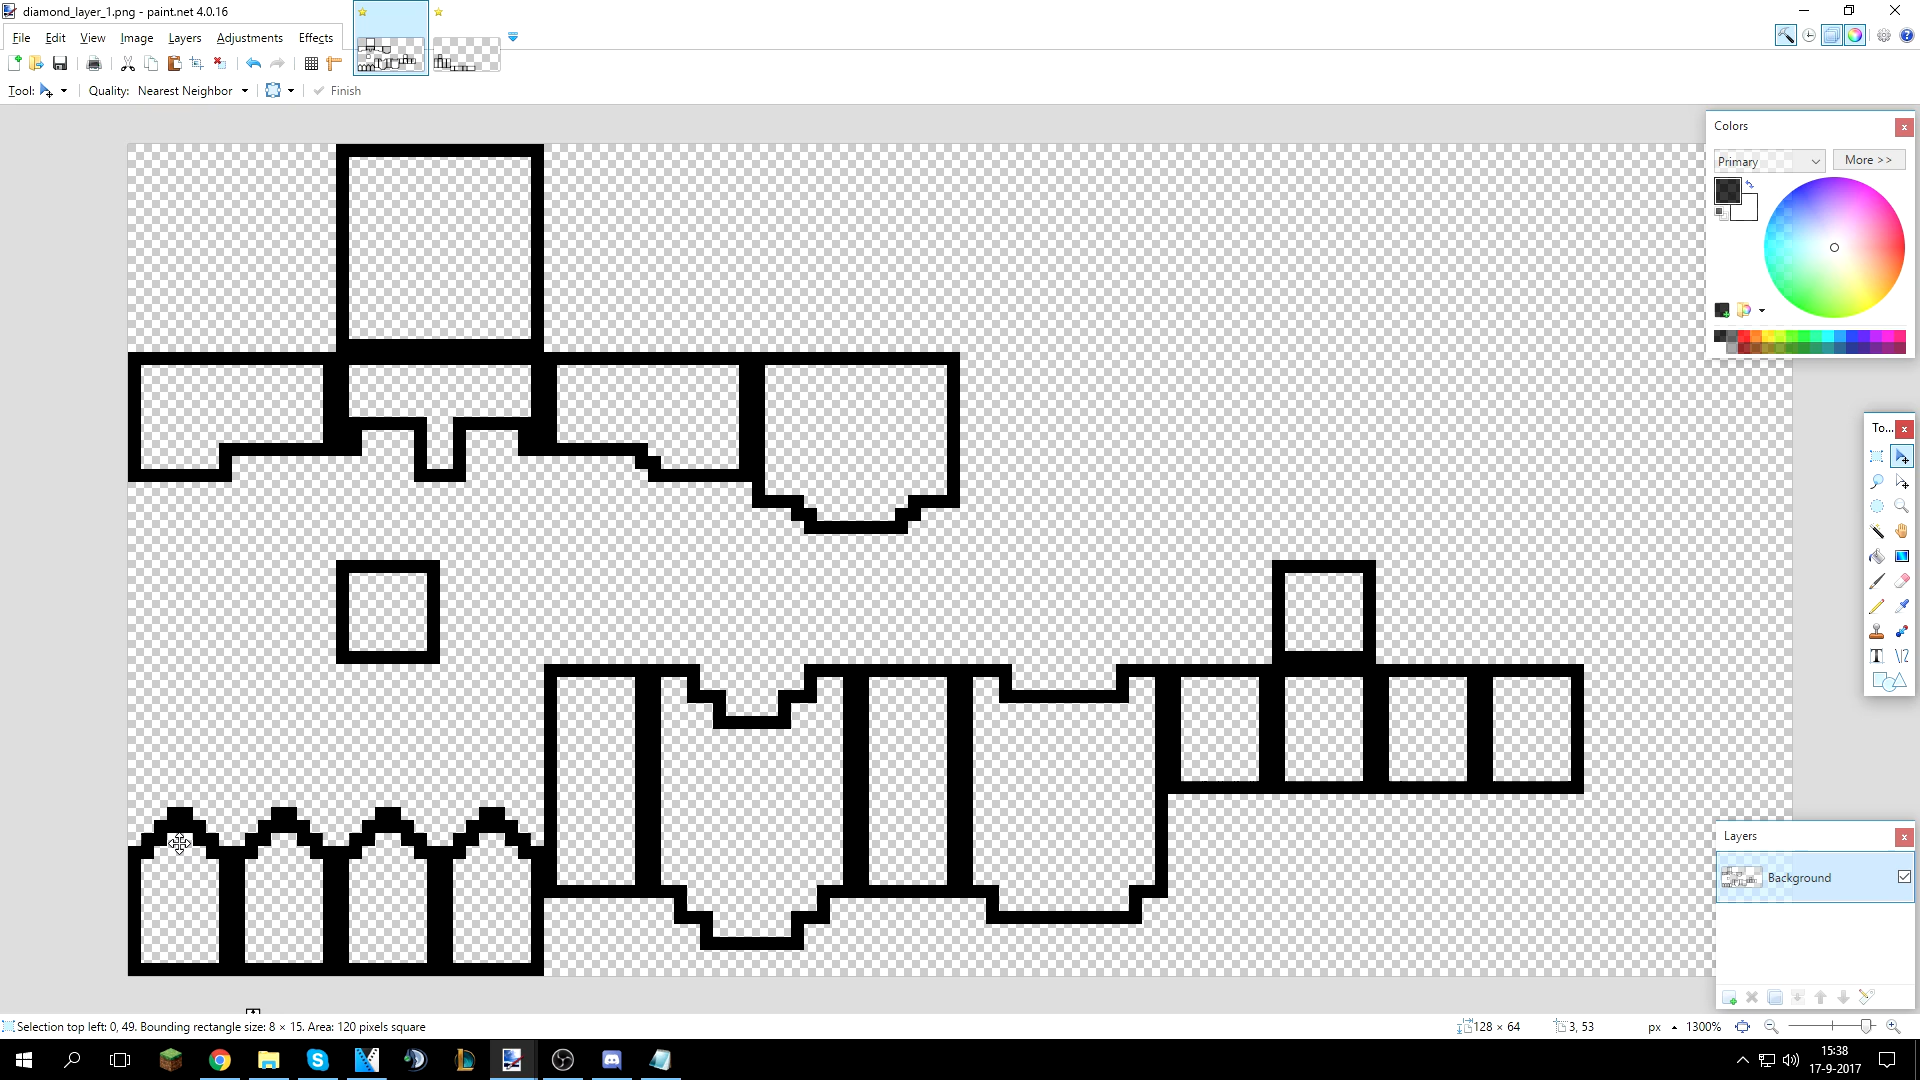 diamond_layer_1.png - paint.net 4.0.16
File Edit View Image Layers Adjustments Effects
Tool: Quality: Nearest Neighbor Finish
Colors
Primary More >>
To...
Layers
Background
Selection top left: 0, 49. Bounding rectangle size: 8 × 15. Area: 120 pixels square 128 × 64 3, 53 px 1300%
15:38
17-9-2017